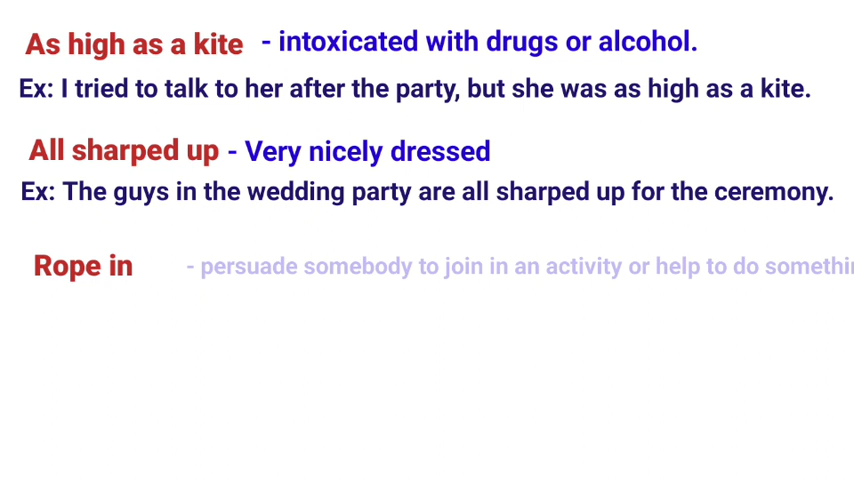 As high as a kite - intoxicated with drugs or alcohol.
Ex: I tried to talk to her after the party, but she was as high as a kite.
All sharped up - Very nicely dressed
Ex: The guys in the wedding party are all sharped up for the ceremony.
Rope in - persuade somebody to join in an activity or help to do somethin